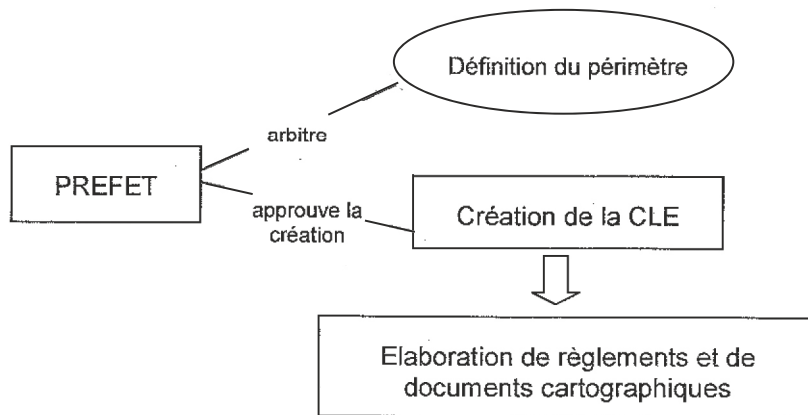 Définition du périmètre
arbitre
PREFET
approuve la
création
Création de la CLE
Elaboration de règlements et de
documents cartographiques